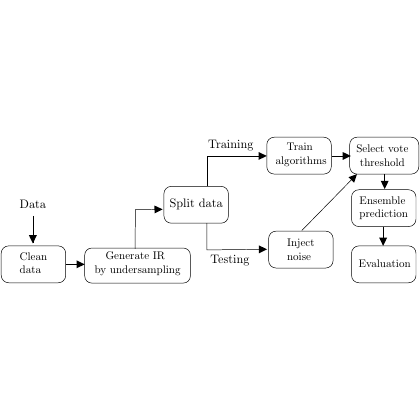 Data
Clean
data
Generate IR
by undersampling
Split data
Training
Testing
Train
algorithms
Inject
noise
Select vote
threshold
Ensemble
prediction
Evaluation